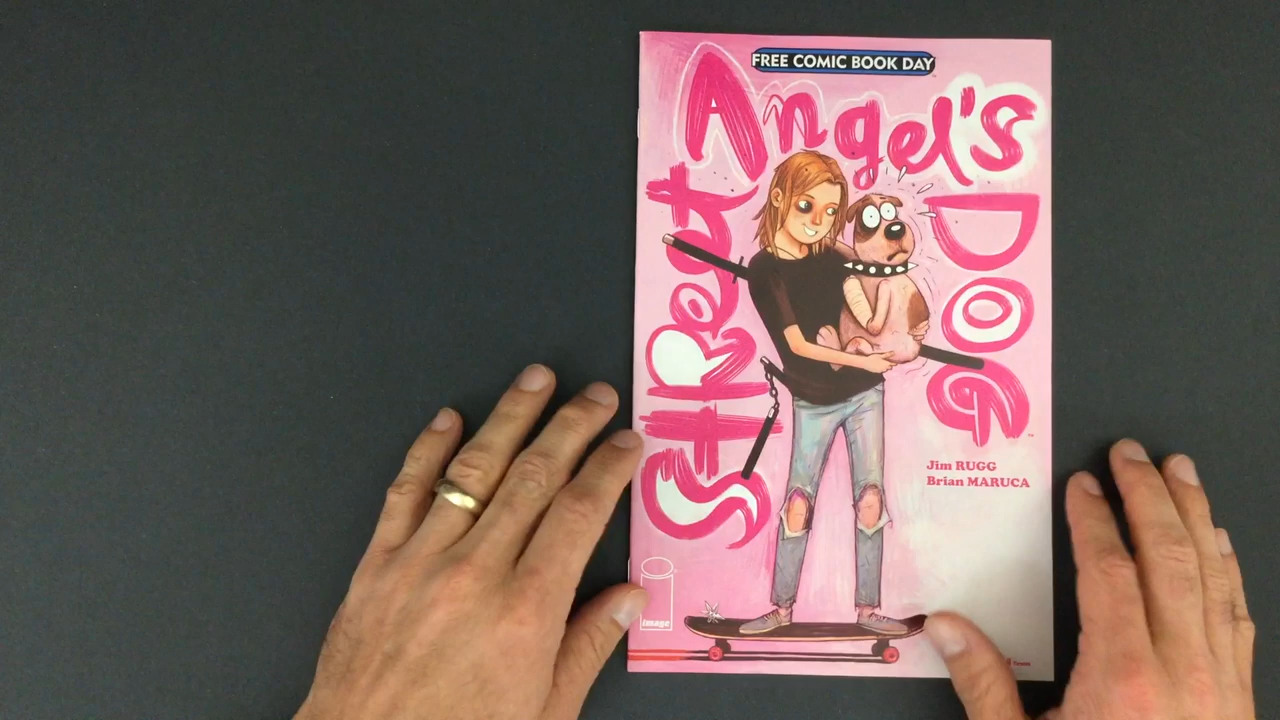 FREE COMIC BOOK DAY
StReet Angel's DOG
Jim RUGG
Brian MARUCA
image